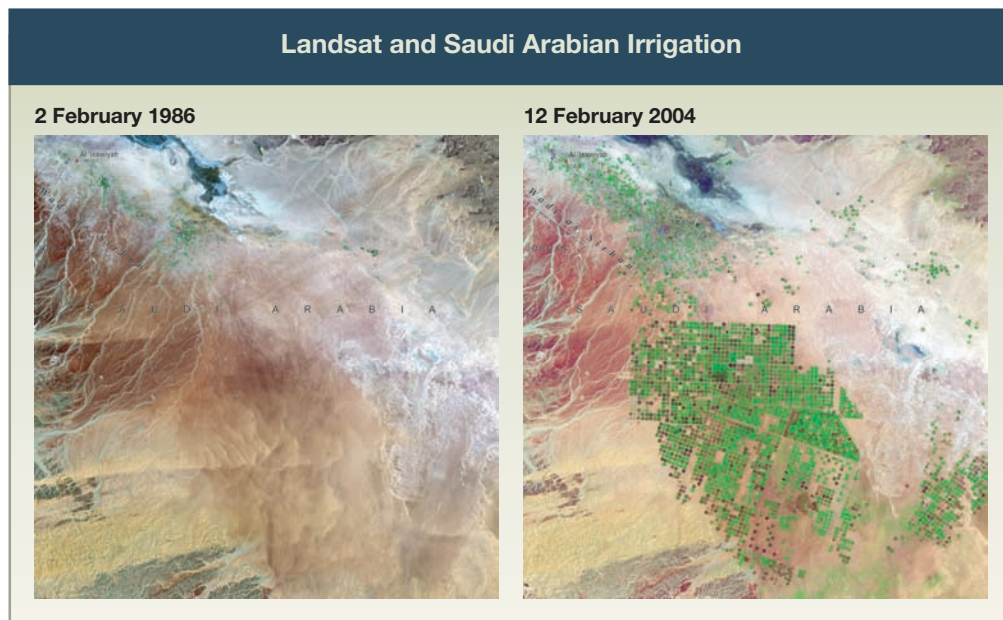 Landsat and Saudi Arabian Irrigation
2 February 1986
12 February 2004
S A U D I A R A B I A
S A U D I A R A B I A